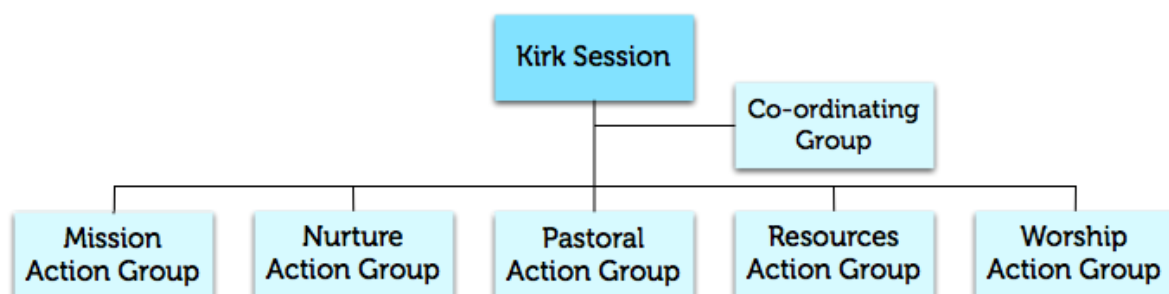 Kirk Session
Co-ordinating
Group
Mission
Action Group
Nurture
Action Group
Pastoral
Action Group
Resources
Action Group
Worship
Action Group